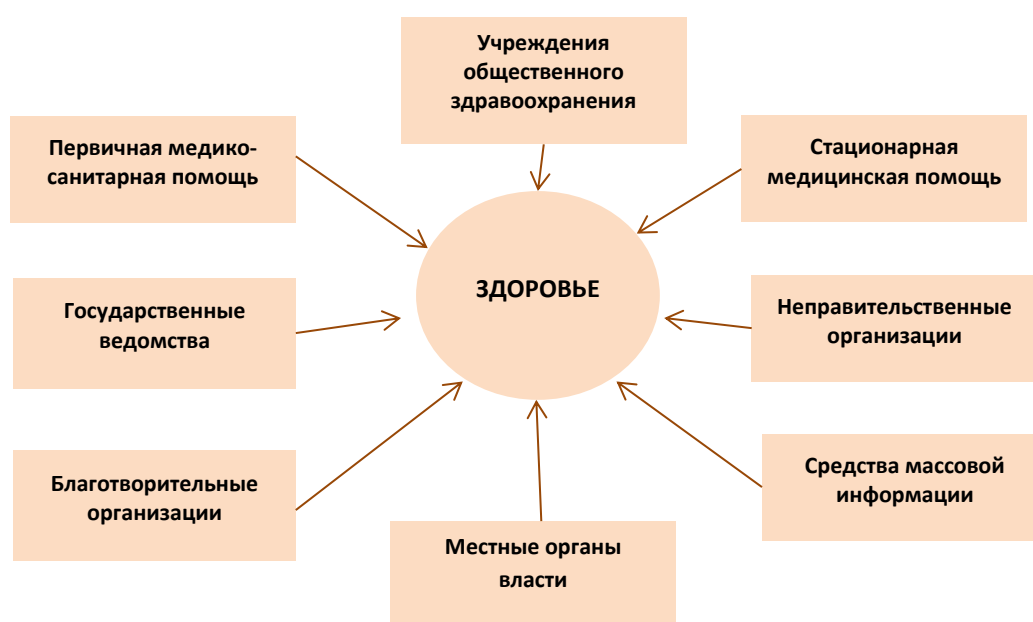 Учреждения
общественного
здравоохранения
Первичная медико-
санитарная помощь
Стационарная
медицинская помощь
ЗДОРОВЬЕ
Государственные
ведомства
Неправительственные
организации
Благотворительные
организации
Средства массовой
информации
Местные органы
власти